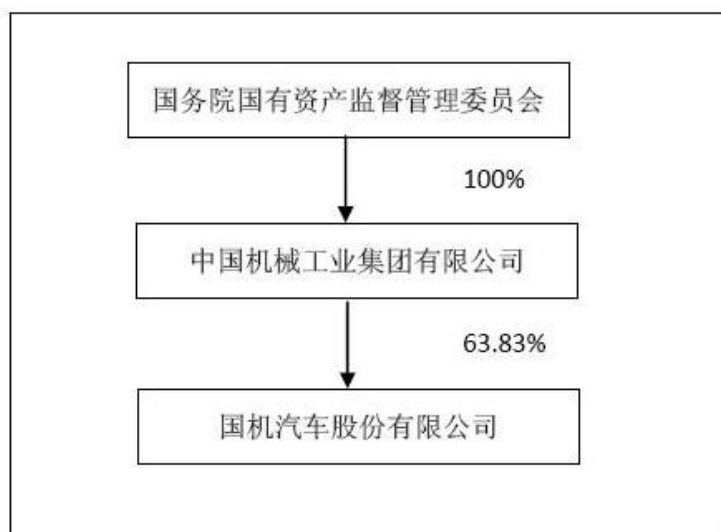 国务院国有资产监督管理委员会
100%
中国机械工业集团有限公司
63.83%
国机汽车股份有限公司